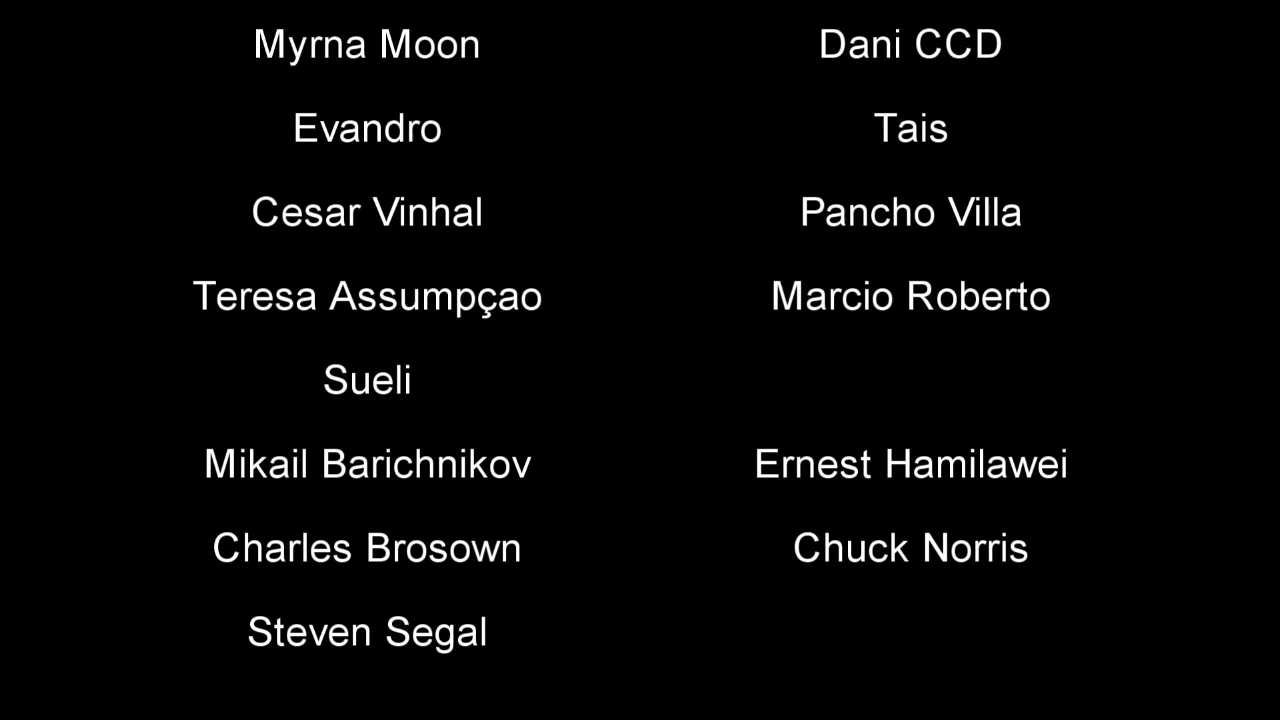 Myrna Moon Dani CCD
Evandro Tais
Cesar Vinhal Pancho Villa
Teresa Assumpçao Marcio Roberto
Sueli
Mikail Barichnikov Ernest Hamilawei
Charles Brosown Chuck Norris
Steven Segal